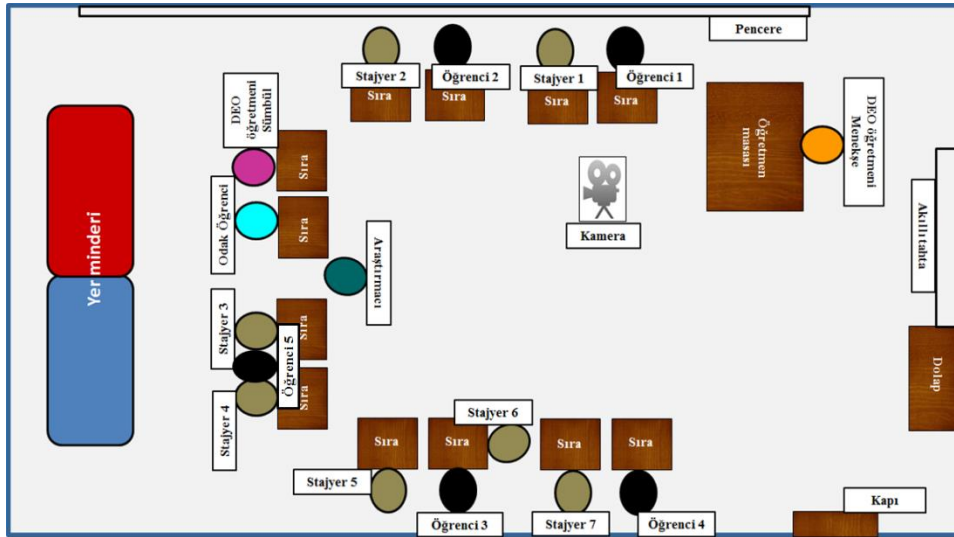 Pencere
Stajyer 2
Öğrenci 2
Stajyer 1
Öğrenci 1
Sıra
Sıra
Sıra
Sıra
DEO
öğretmeni
Sümbül
Sıra
Öğretmen
masası
DEO öğretmeni
Menekşe
Odak Öğrenci
Sıra
Kamera
Akıllı tahta
Yer minderi
Araştırmacı
Stajyer 3
Sıra
Öğrenci 5
Stajyer 4
Sıra
Dolap
Stajyer 6
Sıra
Sıra
Sıra
Sıra
Stajyer 5
Öğrenci 3
Stajyer 7
Öğrenci 4
Kapı